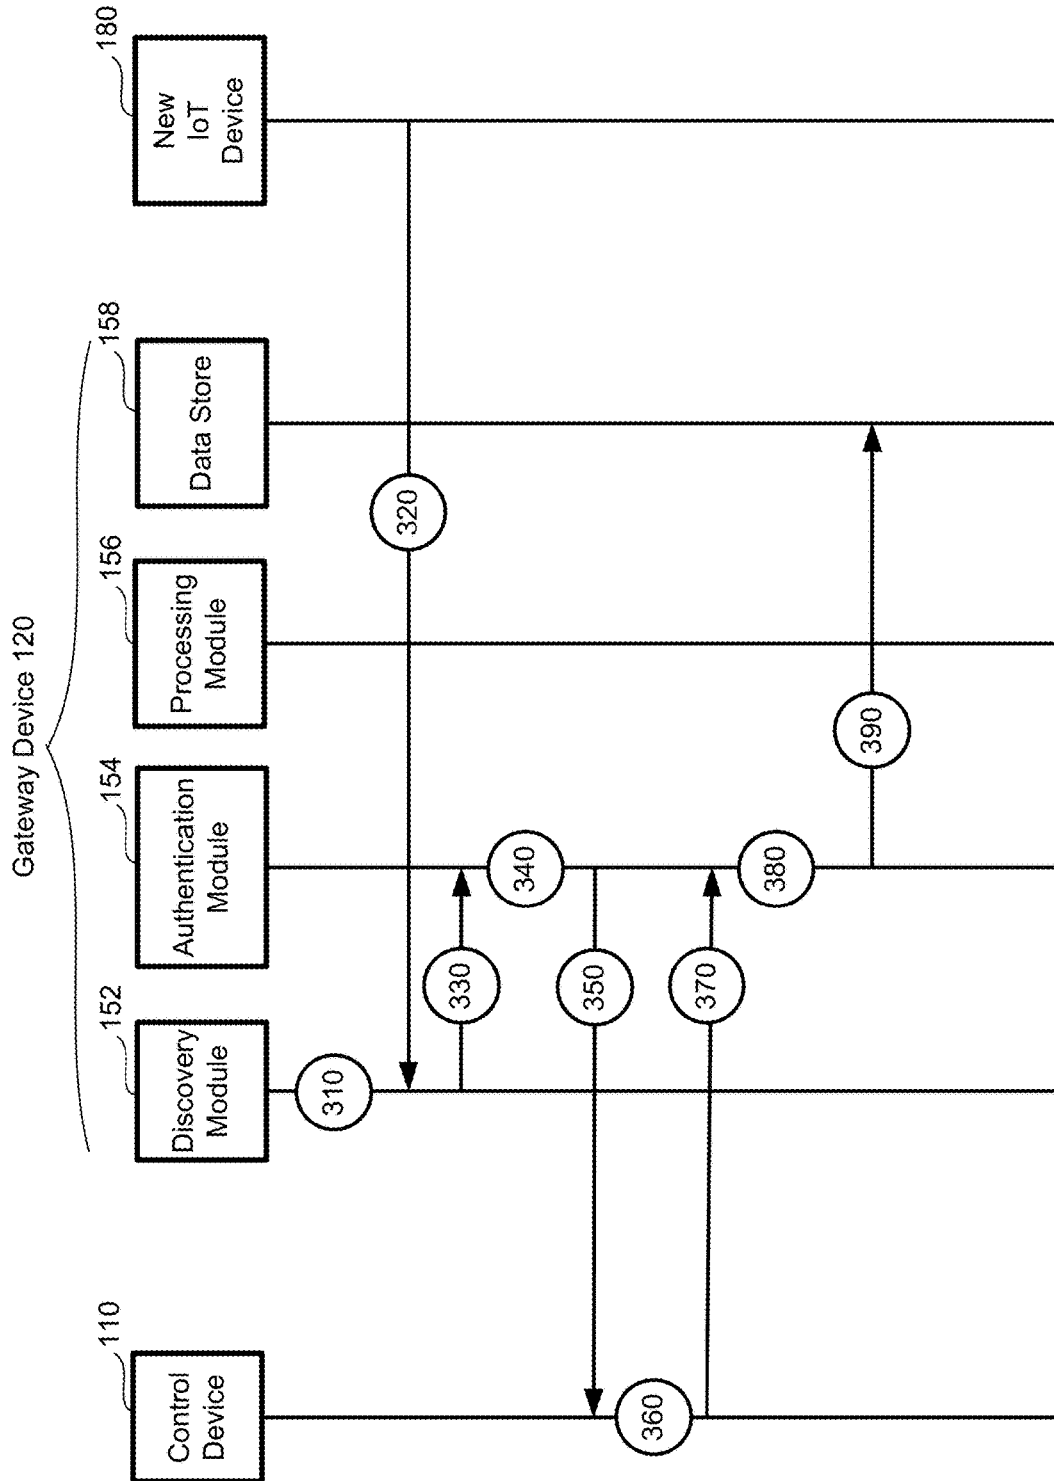 Gateway Device 120
110
152
154
156
158
180
Control
Device
Discovery
Module
Authentication
Module
Processing
Module
Data Store
New
IoT
Device
310
320
330
340
350
360
370
380
390